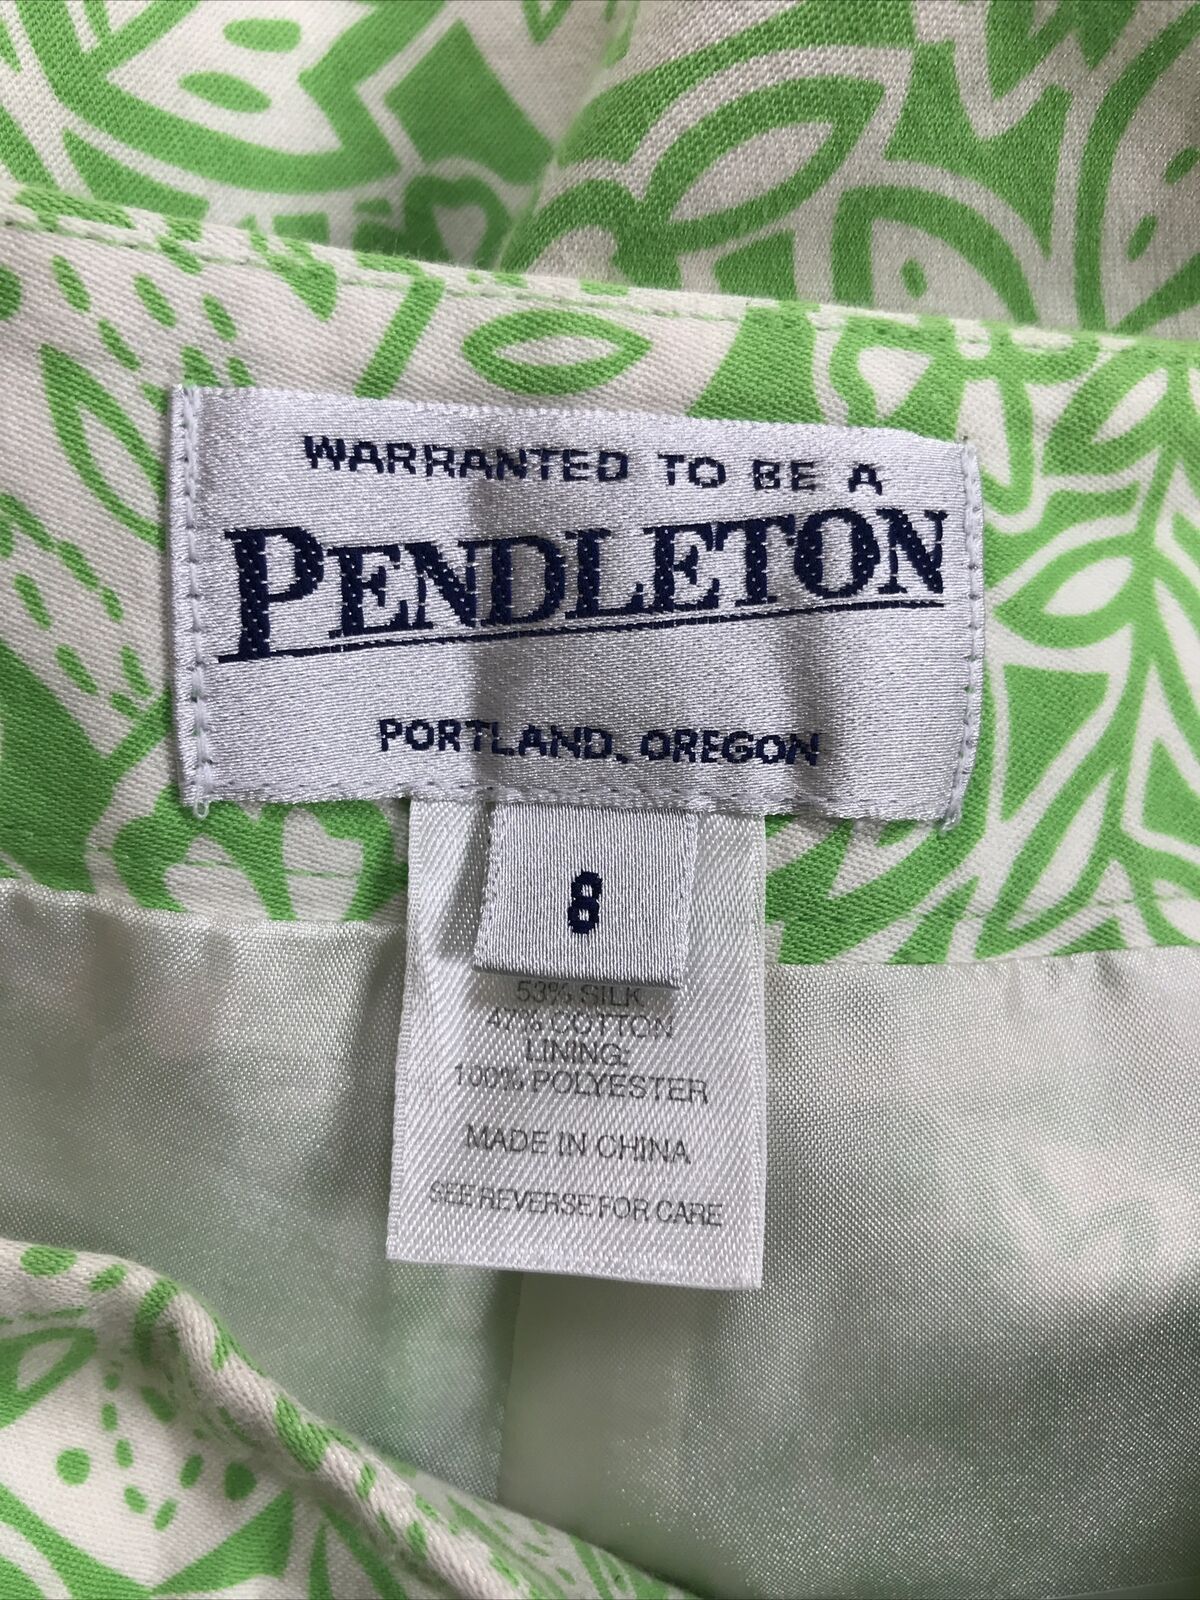 WARRANTED TO BE A
PENDLETON
PORTLAND, OREGON
8
53% SILK
47% COTTON
LINING:
100% POLYESTER
MADE IN CHINA
SEE REVERSE FOR CARE